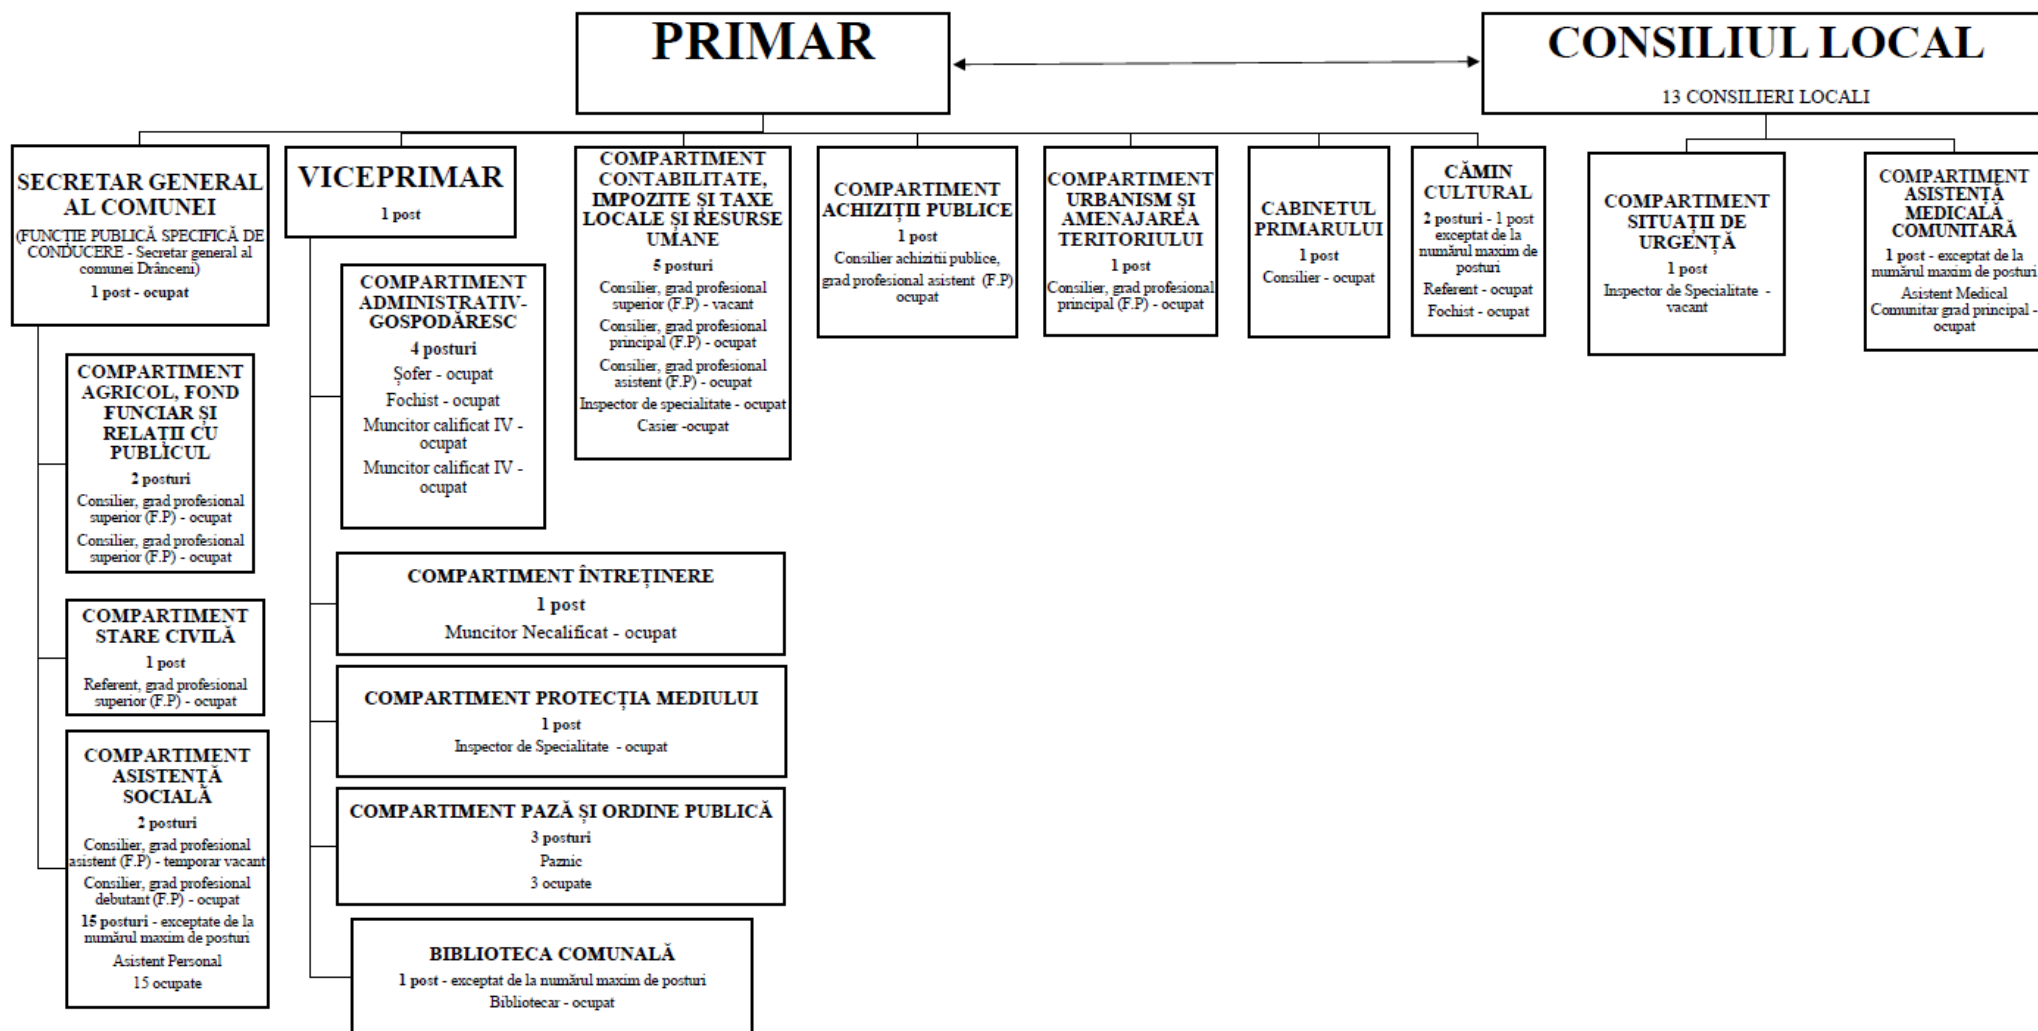 PRIMAR
CONSILIUL LOCAL
13 CONSILIERI LOCALI
SECRETAR GENERAL
AL COMUNEI
(FUNCȚIE PUBLICĂ SPECIFICĂ DE
CONDUCERE - Secretar general al
comunei Drânceni)
1 post - ocupat
COMPARTIMENT
AGRICOL, FOND
FUNCIAR ȘI
RELAȚII CU
PUBLICUL
2 posturi
Consilier, grad profesional
superior (F.P) - ocupat
Consilier, grad profesional
superior (F.P) - ocupat
COMPARTIMENT
STARE CIVILĂ
1 post
Referent, grad profesional
superior (F.P) - ocupat
COMPARTIMENT
ASISTENȚĂ
SOCIALĂ
2 posturi
Consilier, grad profesional
asistent (F.P) - temporar vacant
Consilier, grad profesional
debutant (F.P) - ocupat
15 posturi - exceptate de la
numărul maxim de posturi
Asistent Personal
15 ocupate
VICEPRIMAR
1 post
COMPARTIMENT
ADMINISTRATIV-
GOSPODĂRESC
4 posturi
Șofer - ocupat
Fochist - ocupat
Muncitor calificat IV -
ocupat
Muncitor calificat IV -
ocupat
COMPARTIMENT ÎNTREȚINERE
1 post
Muncitor Necalificat - ocupat
COMPARTIMENT PROTECȚIA MEDIULUI
1 post
Inspector de Specialitate - ocupat
COMPARTIMENT PAZĂ ȘI ORDINE PUBLICĂ
3 posturi
Paznic
3 ocupate
BIBLIOTECA COMUNALĂ
1 post - exceptat de la numărul maxim de posturi
Bibliotecar - ocupat
COMPARTIMENT
CONTABILITATE,
IMPOZITE ȘI TAXE
LOCALE ȘI RESURSE
UMANE
5 posturi
Consilier, grad profesional
superior (F.P) - vacant
Consilier, grad profesional
principal (F.P) - ocupat
Consilier, grad profesional
asistent (F.P) - ocupat
Inspector de specialitate - ocupat
Casier -ocupat
COMPARTIMENT
ACHIZIȚII PUBLICE
1 post
Consilier achizitii publice,
grad profesional asistent (F.P)
ocupat
COMPARTIMENT
URBANISM ȘI
AMENAJAREA
TERITORIULUI
1 post
Consilier, grad profesional
principal (F.P) - ocupat
CABINETUL
PRIMARULUI
1 post
Consilier - ocupat
CĂMIN
CULTURAL
2 posturi - 1 post
exceptat de la
numărul maxim de
posturi
Referent - ocupat
Fochist - ocupat
COMPARTIMENT
SITUAȚII DE
URGENȚĂ
1 post
Inspector de Specialitate -
vacant
COMPARTIMENT
ASISTENȚĂ
MEDICALĂ
COMUNITARĂ
1 post - exceptat de la
numărul maxim de posturi
Asistent Medical
Comunitar grad principal -
ocupat